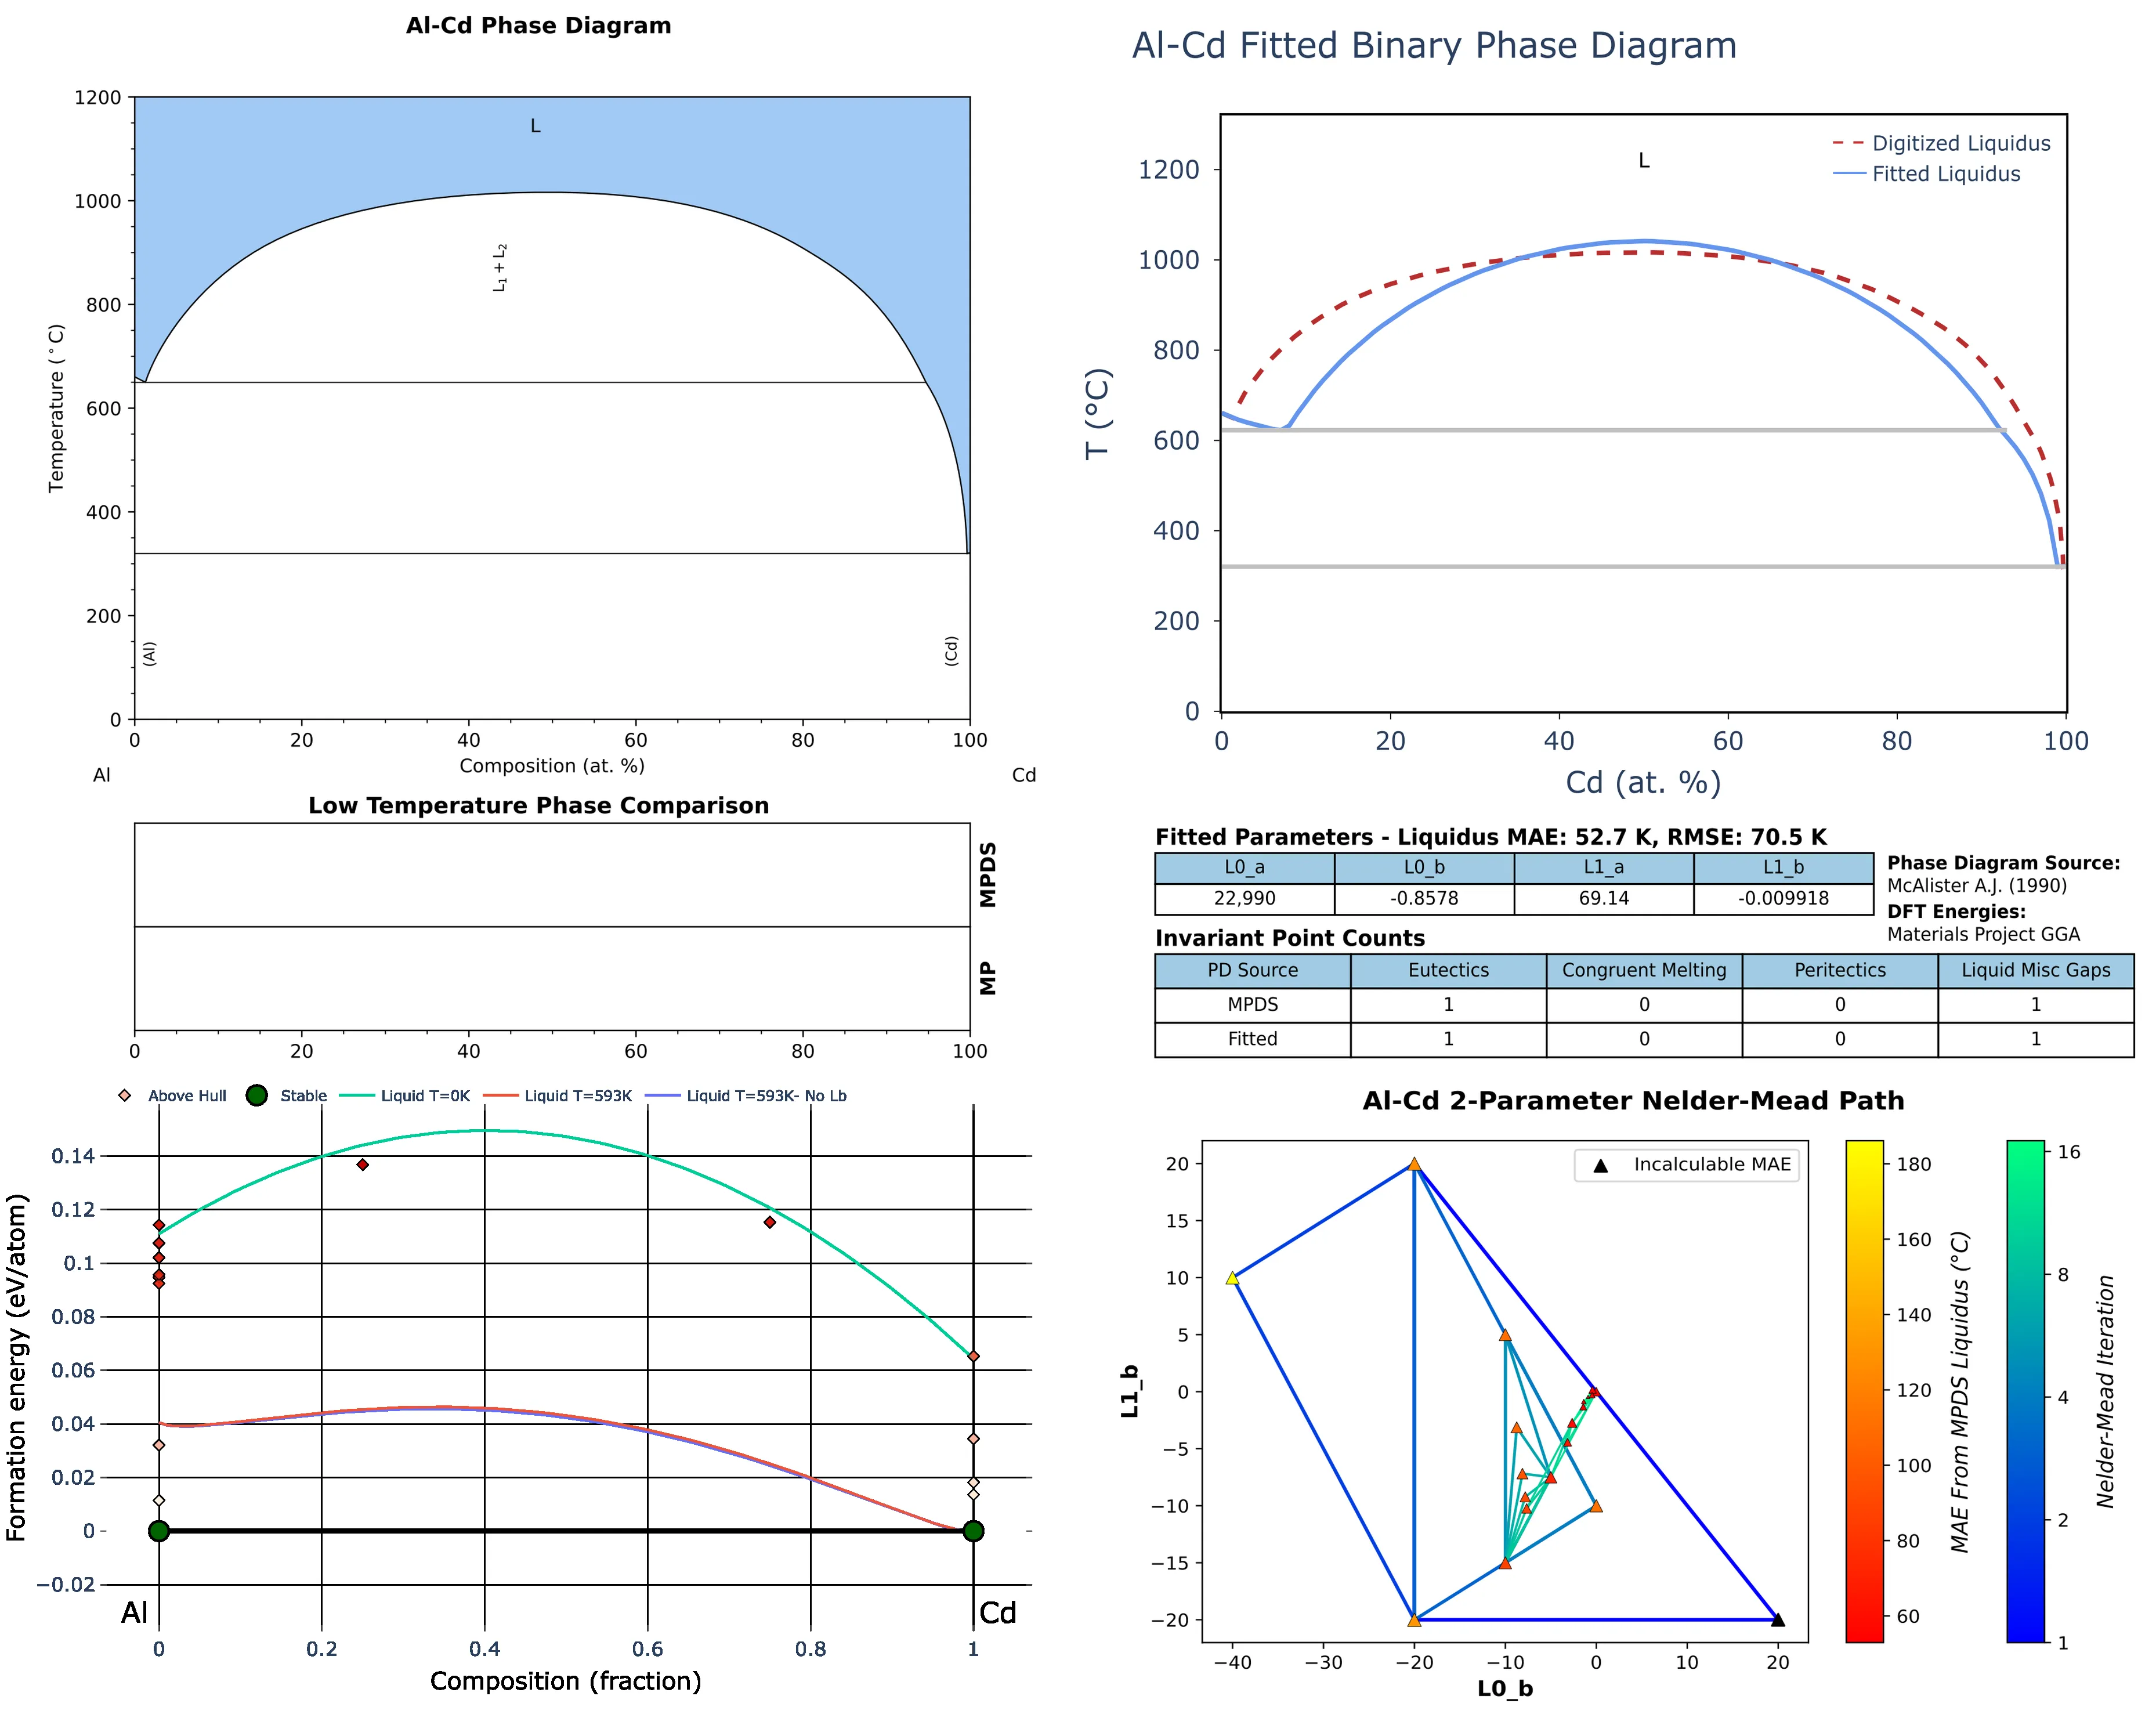 Al-Cd Phase Diagram
1200
1000
800
600
400
200
0
Temperature (°C)
L
L1 + L2
(Al)
(Cd)
0 20 40 60 80 100
Composition (at. %)
Al Cd
Al-Cd Fitted Binary Phase Diagram
L
Digitized Liquidus
Fitted Liquidus
1200
1000
800
600
400
200
0
T (°C)
0 20 40 60 80 100
Cd (at. %)
Low Temperature Phase Comparison
MPDS
MP
0 20 40 60 80 100
Fitted Parameters - Liquidus MAE: 52.7 K, RMSE: 70.5 K
L0_a L0_b L1_a L1_b
22,990 -0.8578 69.14 -0.009918
Phase Diagram Source:
McAlister A.J. (1990)
DFT Energies:
Materials Project GGA
Invariant Point Counts
PD Source Eutectics Congruent Melting Peritectics Liquid Misc Gaps
MPDS 1 0 0 1
Fitted 1 0 0 1
Above Hull Stable Liquid T=0K Liquid T=593K Liquid T=593K- No Lb
0.14
0.12
0.1
0.08
0.06
0.04
0.02
0
−0.02
Formation energy (eV/atom)
Al Cd
0 0.2 0.4 0.6 0.8 1
Composition (fraction)
Al-Cd 2-Parameter Nelder-Mead Path
Incalculable MAE
20
15
10
5
0
−5
−10
−15
−20
L1_b
−40 −30 −20 −10 0 10 20
L0_b
180
160
140
120
100
80
60
MAE From MPDS Liquidus (°C)
16
8
4
2
1
Nelder-Mead Iteration